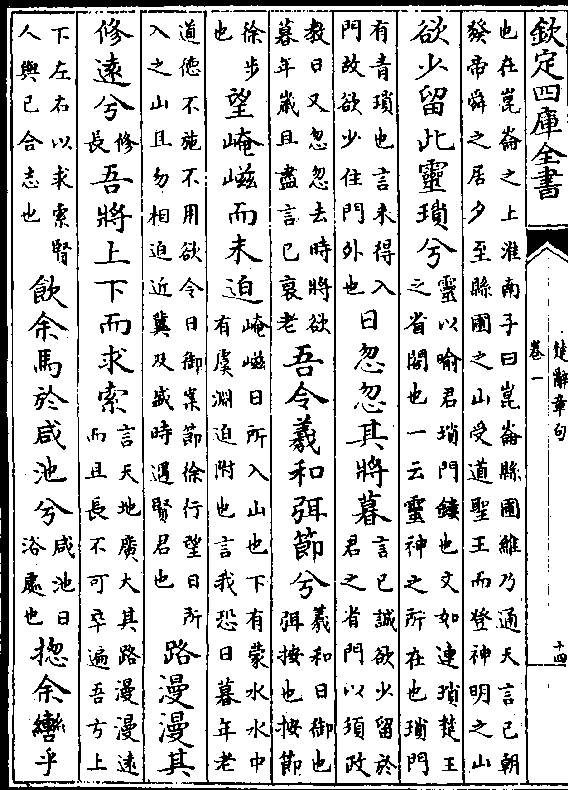 欽定四庫全書
楚辭章句
卷一
十四
也在崑崙之上淮南子曰崑崙縣圃維乃通天言已朝
發帝舜之居夕至縣圃之山受道聖王而登神明之山
欲少留此靈瑣兮
靈以喻君瑣門鏤也文如連瑣楚王
之省閣也一云靈神之所在也瑣門
有青瑣也言未得入
門故欲少住門外也
日忽忽其將暮
言已誠欲少留於
君之省門以須政
教日又忽忽去時將欲
暮年歲且盡言已衰老
吾令羲和弭節兮
羲和日御也
弭按也按節
徐步
也
望崦嵫而未迫
崦嵫日所入山也下有蒙水水中
有虞淵迫附也言我恐日暮年老
道德不施不用欲令日御案節徐行望日所
入之山且勿相迫近冀及盛時遇賢君也
路漫漫其
修遠兮
修
長
吾將上下而求索
言天地廣大其路漫漫遠
而且長不可卒遍吾方上
下左右以求索賢
人與已合志也
飲余馬於咸池兮
咸池日
浴處也
揔余轡乎